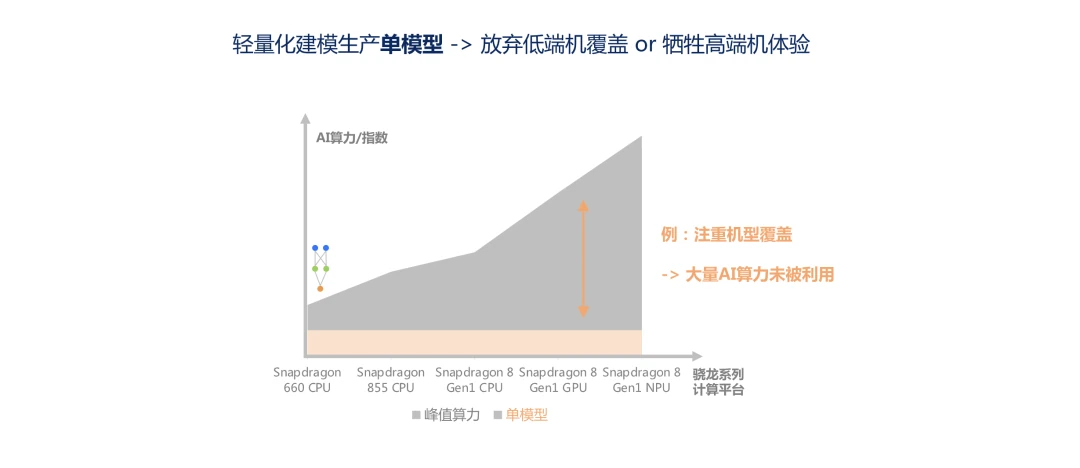 轻量化建模生产单模型 -> 放弃低端机覆盖 or 牺牲高端机体验
AI算力/指数
例：注重机型覆盖
-> 大量AI算力未被利用
Snapdragon 660 CPU
Snapdragon 855 CPU
Snapdragon 8 Gen1 CPU
Snapdragon 8 Gen1 GPU
Snapdragon 8 Gen1 NPU
骁龙系列
计算平台
峰值算力
单模型